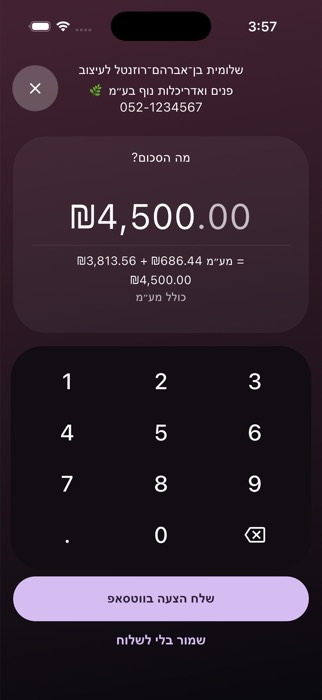 3:57
שלומית בן־אברהם־רוזנטל לעיצוב
פנים ואדריכלות נוף בע״מ 🌿
052-1234567
מה הסכום?
₪4,500.00
₪3,813.56 + ₪686.44 מע״מ =
₪4,500.00
כולל מע״מ
1 2 3
4 5 6
7 8 9
. 0
שלח הצעה בווטסאפ
שמור בלי לשלוח